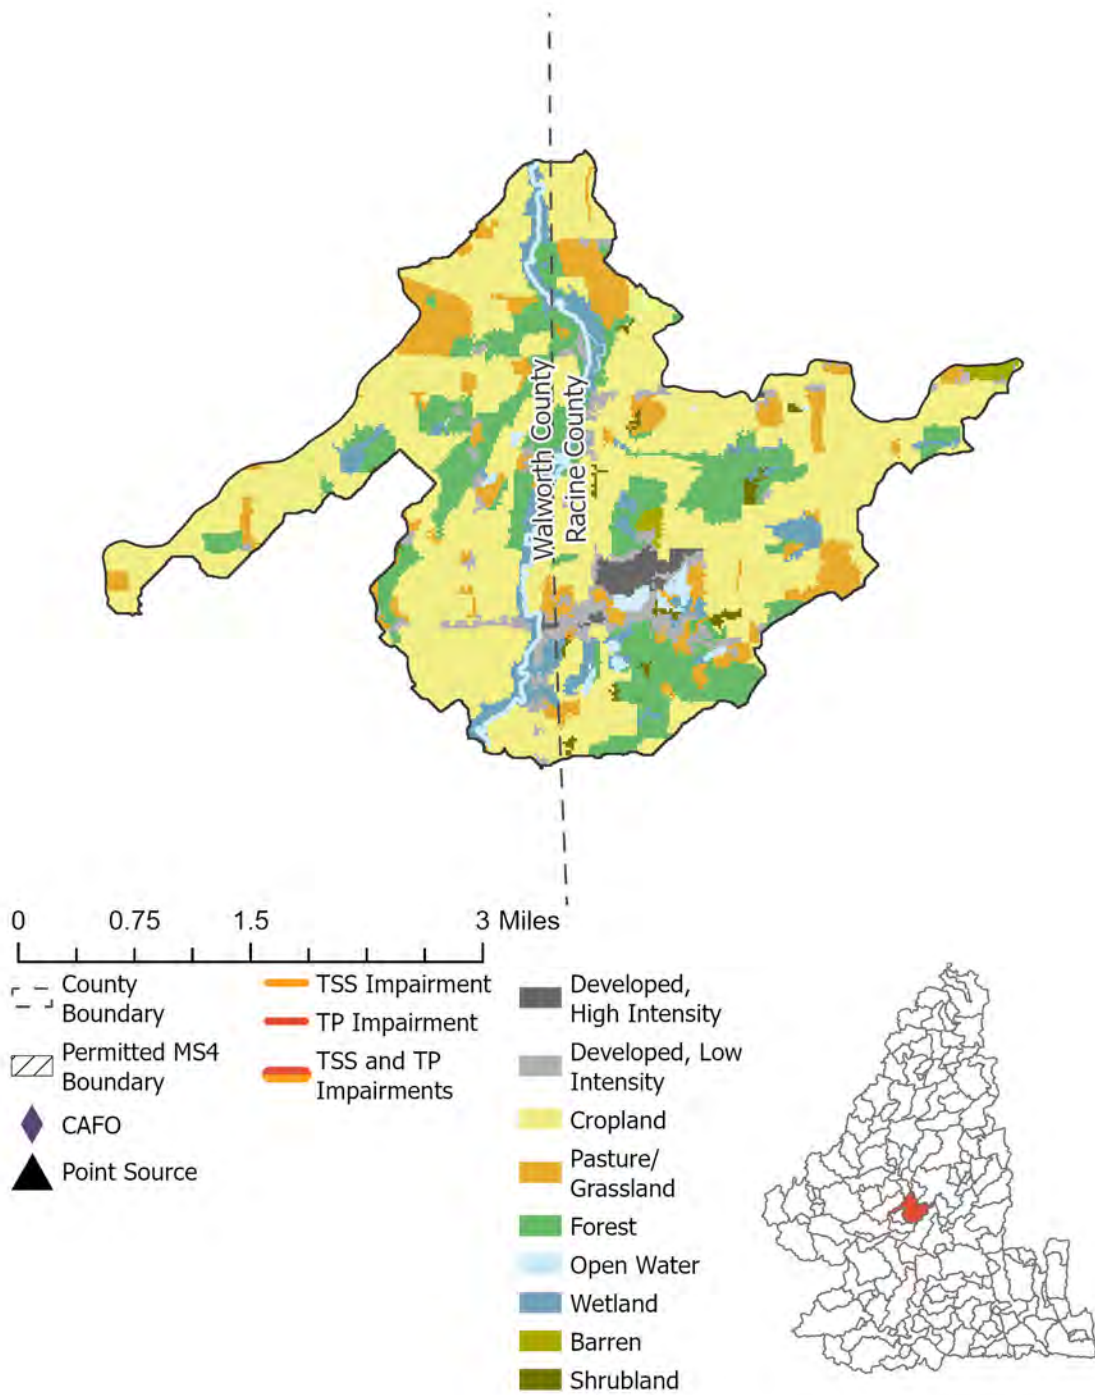 Walworth County
Racine County
0 0.75 1.5 3 Miles
County
Boundary
Permitted MS4
Boundary
CAFO
Point Source
TSS Impairment
TP Impairment
TSS and TP
Impairments
Developed,
High Intensity
Developed, Low
Intensity
Cropland
Pasture/
Grassland
Forest
Open Water
Wetland
Barren
Shrubland